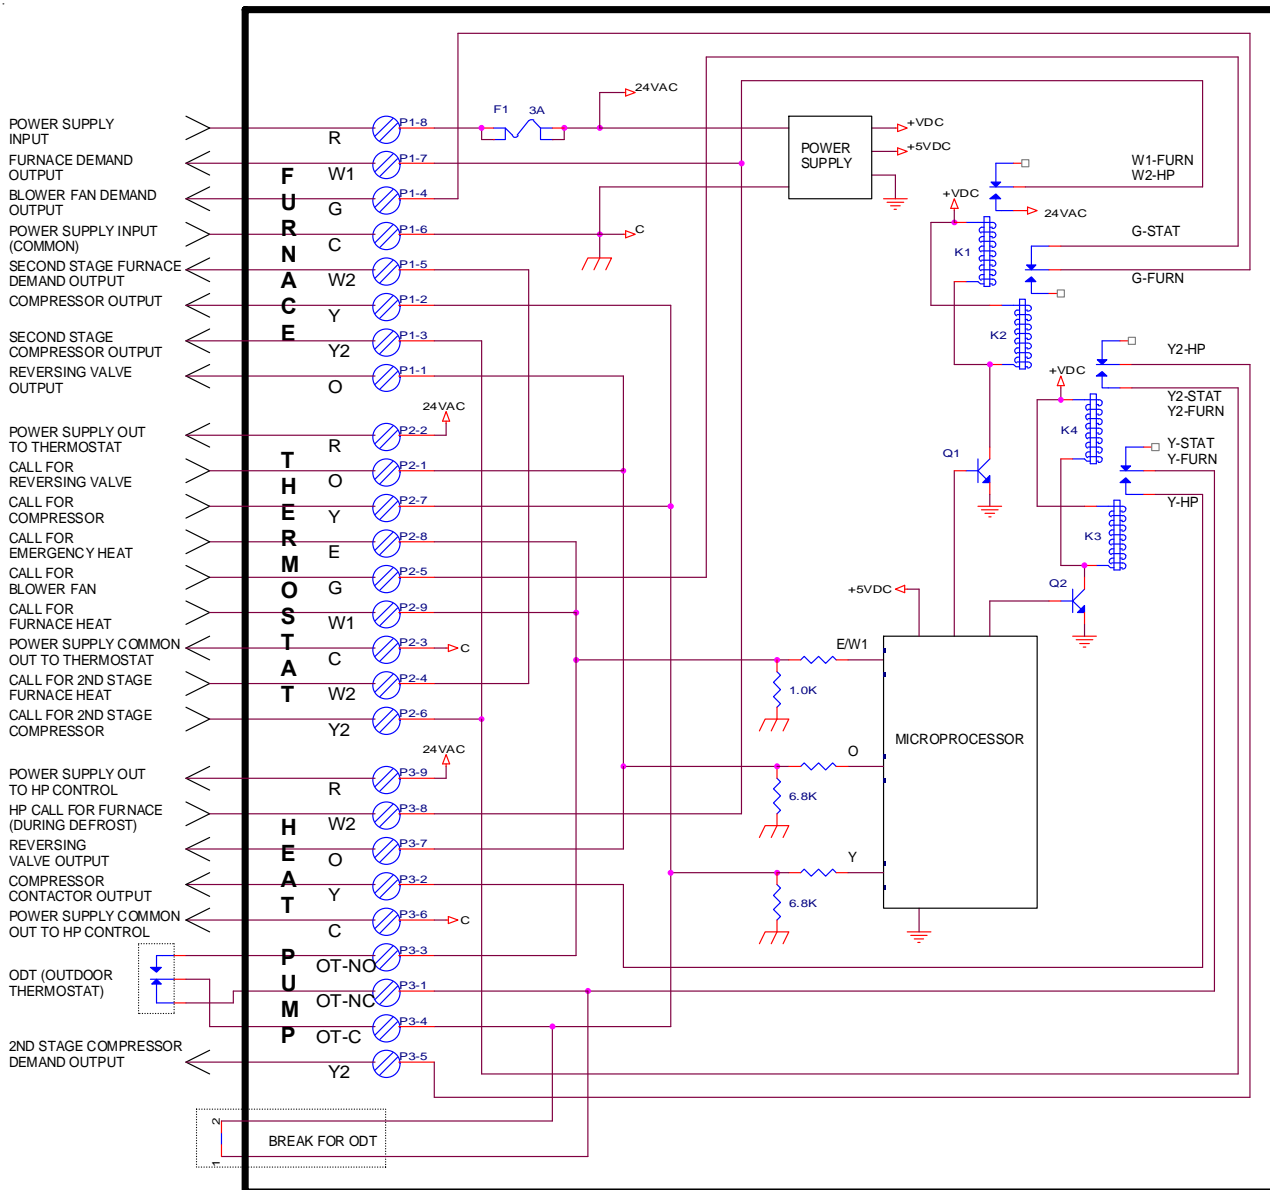 POWER SUPPLY
INPUT
R
P1-8
F1
3A
24VAC
FURNACE DEMAND
OUTPUT
W1
P1-7
BLOWER FAN DEMAND
OUTPUT
G
P1-4
POWER SUPPLY INPUT
(COMMON)
C
P1-6
C
SECOND STAGE FURNACE
DEMAND OUTPUT
W2
P1-5
COMPRESSOR OUTPUT
Y
P1-2
SECOND STAGE
COMPRESSOR OUTPUT
Y2
P1-3
REVERSING VALVE
OUTPUT
O
P1-1
FURNACE
POWER
SUPPLY
+VDC
+5VDC
W1-FURN
W2-HP
24VAC
+VDC
K1
G-STAT
G-FURN
K2
Y2-HP
+VDC
Y2-STAT
Y2-FURN
K4
Y-STAT
Y-FURN
Y-HP
K3
Q1
Q2
24VAC
POWER SUPPLY OUT
TO THERMOSTAT
R
P2-2
CALL FOR
REVERSING VALVE
O
P2-1
CALL FOR
COMPRESSOR
Y
P2-7
CALL FOR
EMERGENCY HEAT
E
P2-8
CALL FOR
BLOWER FAN
G
P2-5
CALL FOR
FURNACE HEAT
W1
P2-9
POWER SUPPLY COMMON
OUT TO THERMOSTAT
C
P2-3
C
CALL FOR 2ND STAGE
FURNACE HEAT
W2
P2-4
CALL FOR 2ND STAGE
COMPRESSOR
Y2
P2-6
THERMOSTAT
+5VDC
E/W1
1.0K
O
6.8K
Y
6.8K
MICROPROCESSOR
24VAC
POWER SUPPLY OUT
TO HP CONTROL
R
P3-9
HP CALL FOR FURNACE
(DURING DEFROST)
W2
P3-8
REVERSING
VALVE OUTPUT
O
P3-7
COMPRESSOR
CONTACTOR OUTPUT
Y
P3-2
POWER SUPPLY COMMON
OUT TO HP CONTROL
C
P3-6
C
OT-NO
P3-3
ODT (OUTDOOR
THERMOSTAT)
OT-NC
P3-1
OT-C
P3-4
2ND STAGE COMPRESSOR
DEMAND OUTPUT
Y2
P3-5
HEAT PUMP
2
BREAK FOR ODT
1